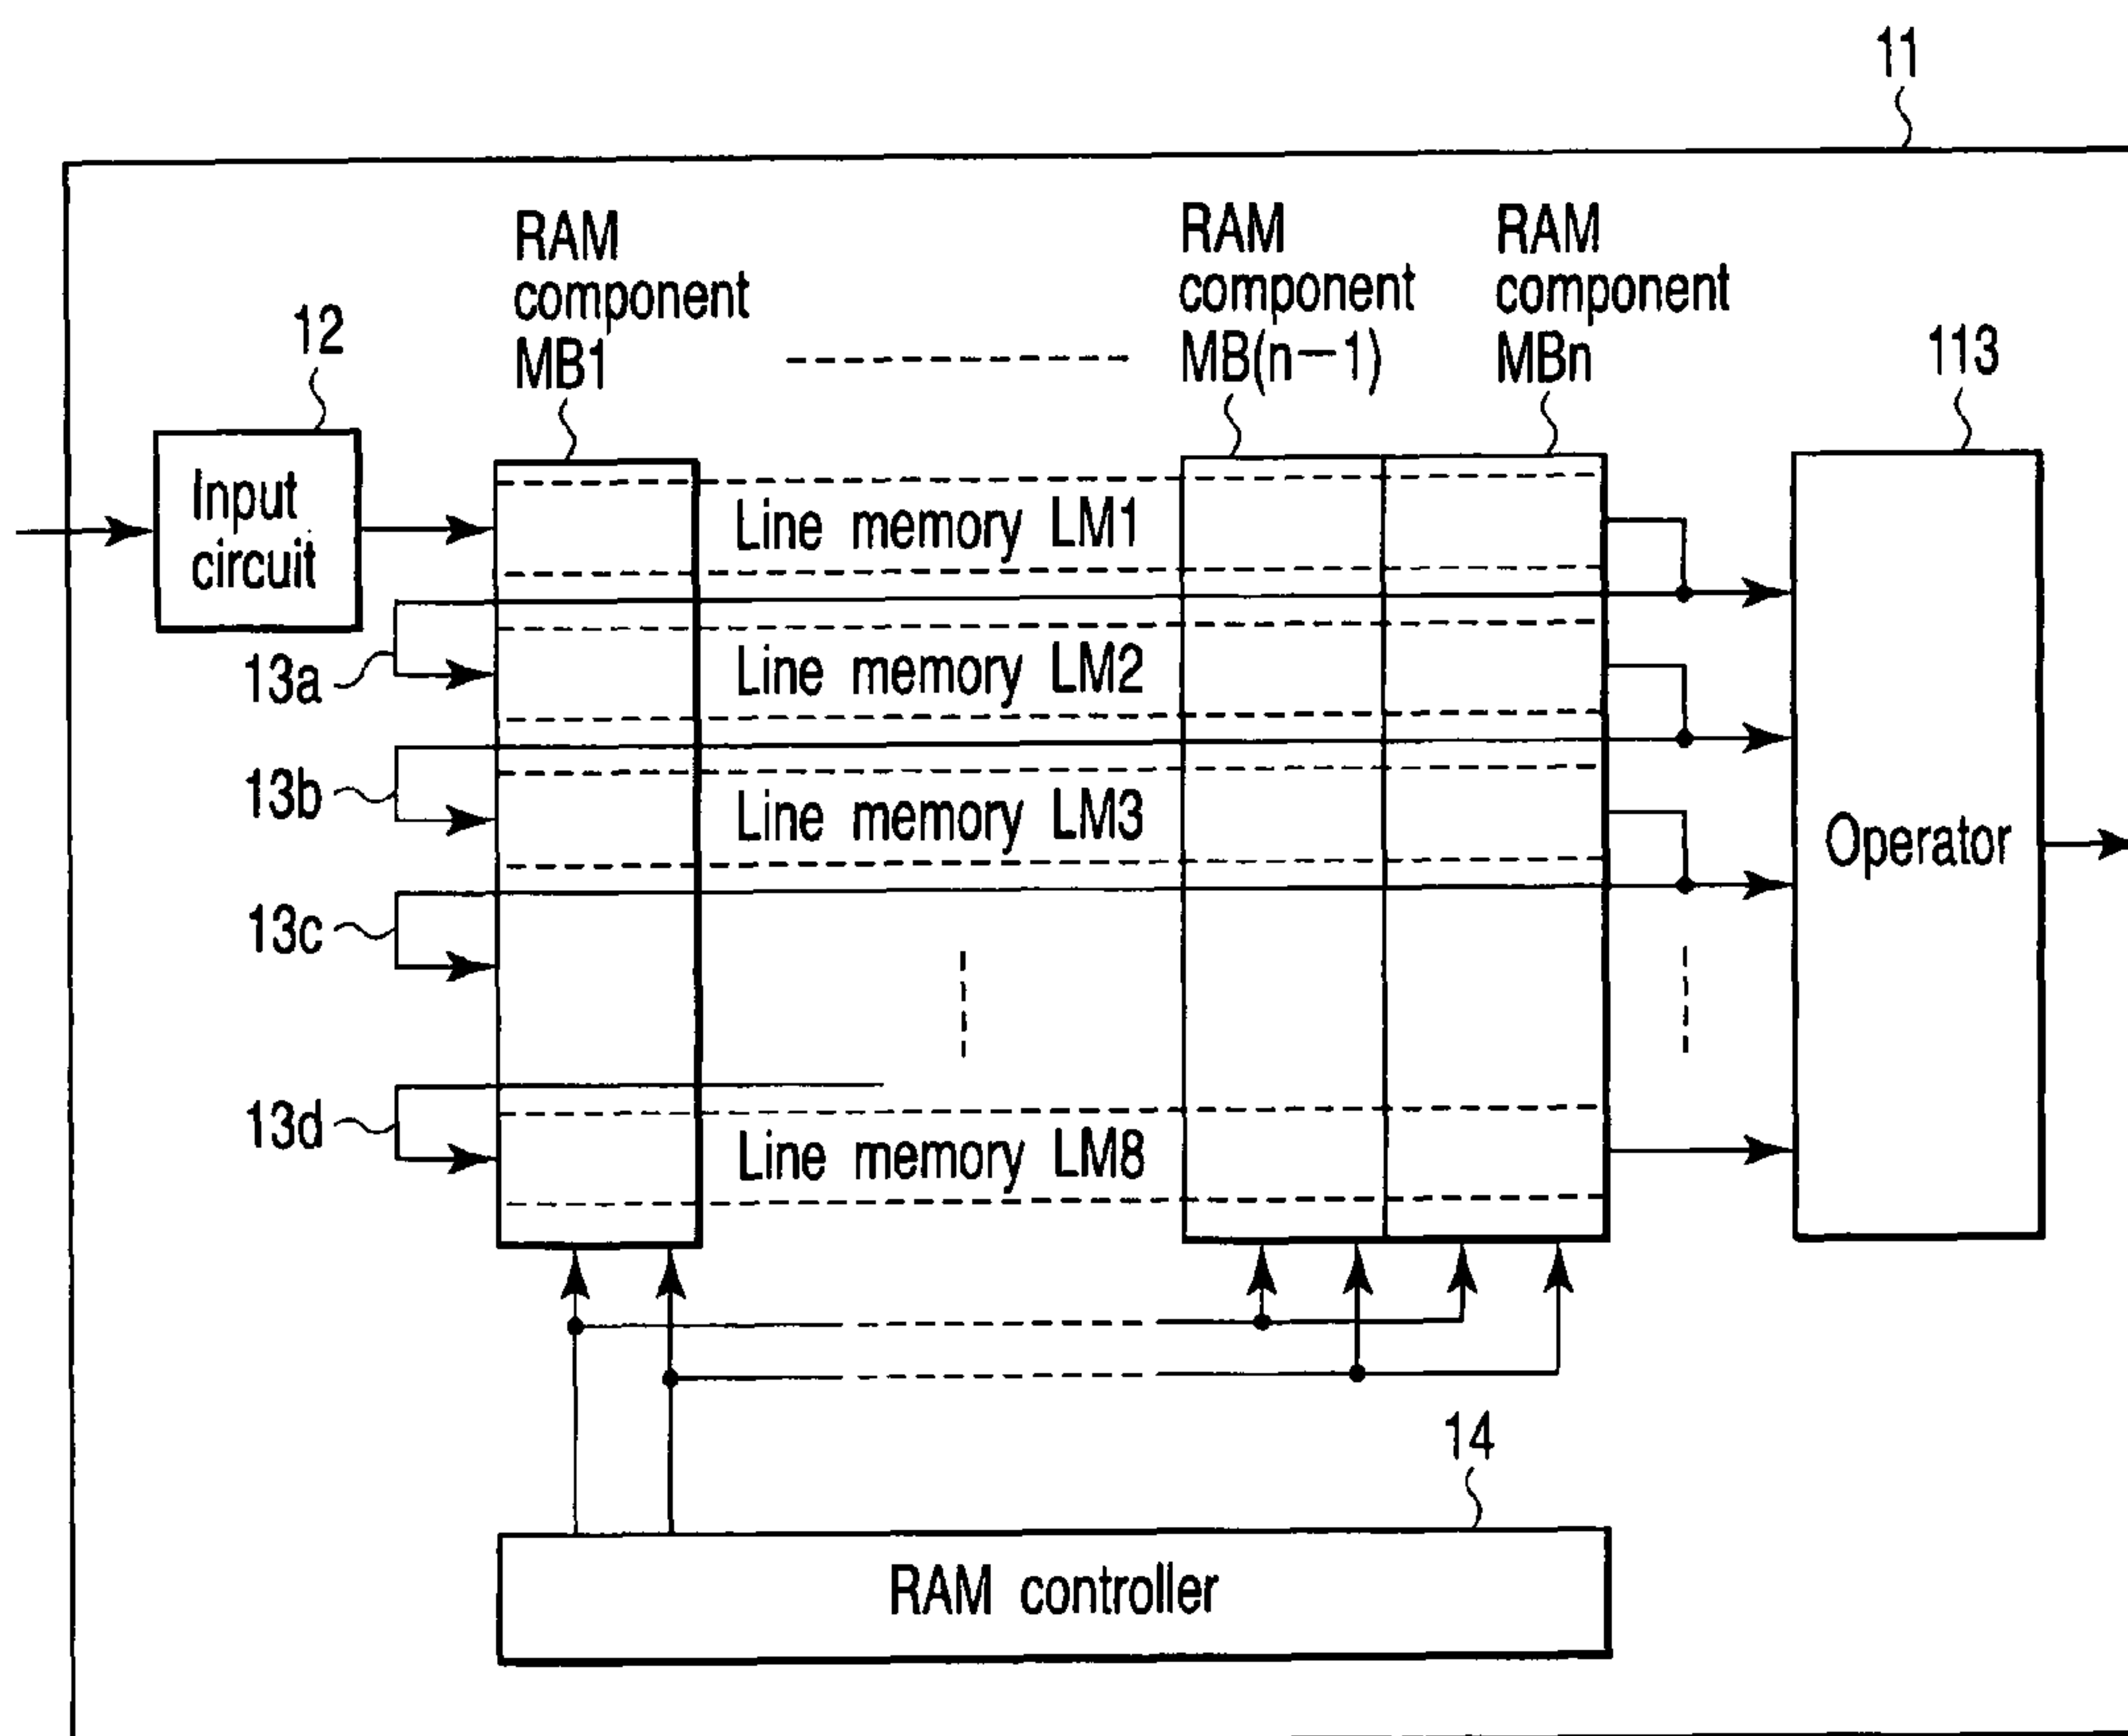 11
RAM
component
MB1
RAM
component
MB(n-1)
RAM
component
MBn
12
113
Input
circuit
Line memory LM1
13a
Line memory LM2
13b
Line memory LM3
Operator
13c
13d
Line memory LM8
14
RAM controller